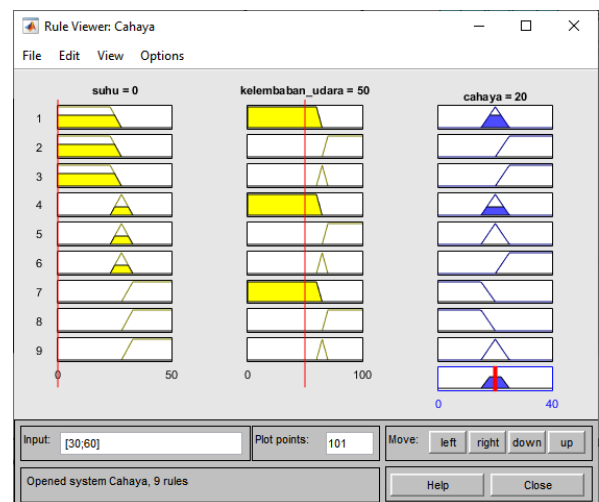 Rule Viewer: Cahaya
File Edit View Options
suhu = 0 kelembaban_udara = 50 cahaya = 20
1
2
3
4
5
6
7
8
9
0 50 0 100
0 40
Input: [30;60] Plot points: 101 Move: left right down up
Opened system Cahaya, 9 rules Help Close